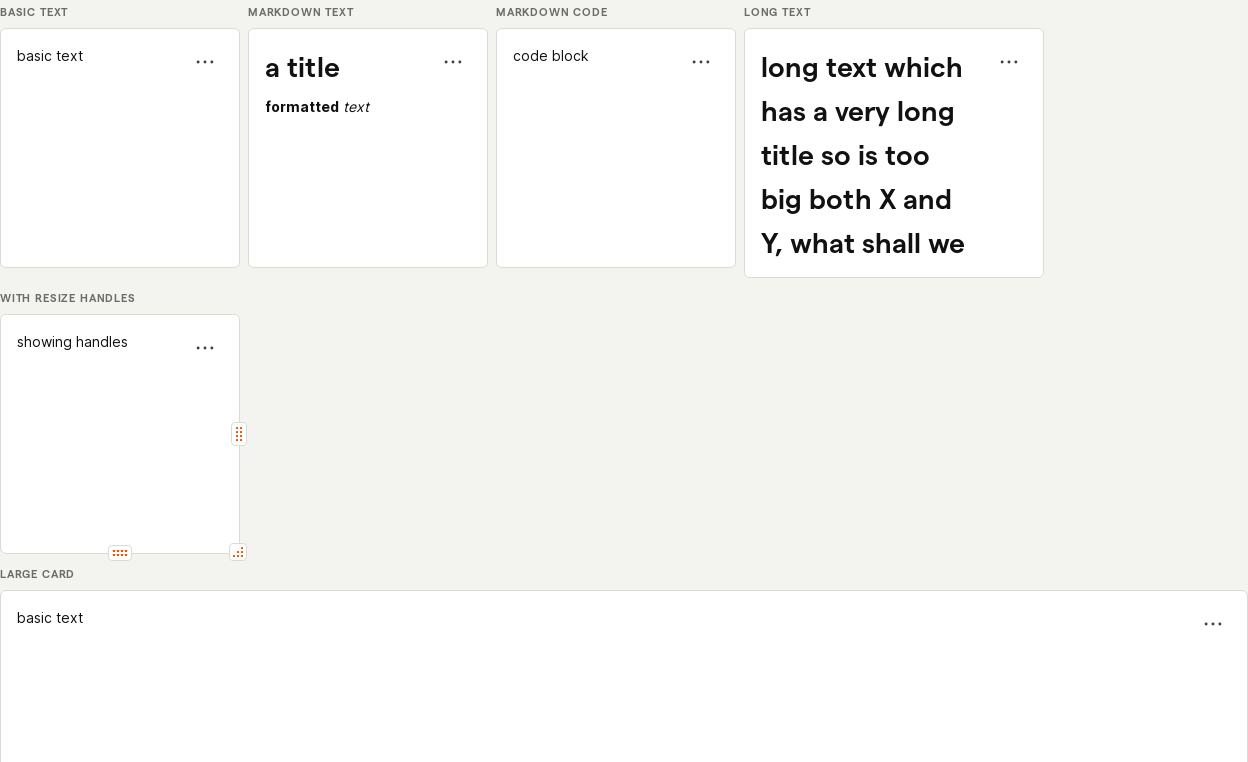 BASIC TEXT
MARKDOWN TEXT
MARKDOWN CODE
LONG TEXT
basic text
a title
formatted text
code block
long text which
has a very long
title so is too
big both X and
Y, what shall we
WITH RESIZE HANDLES
showing handles
LARGE CARD
basic text